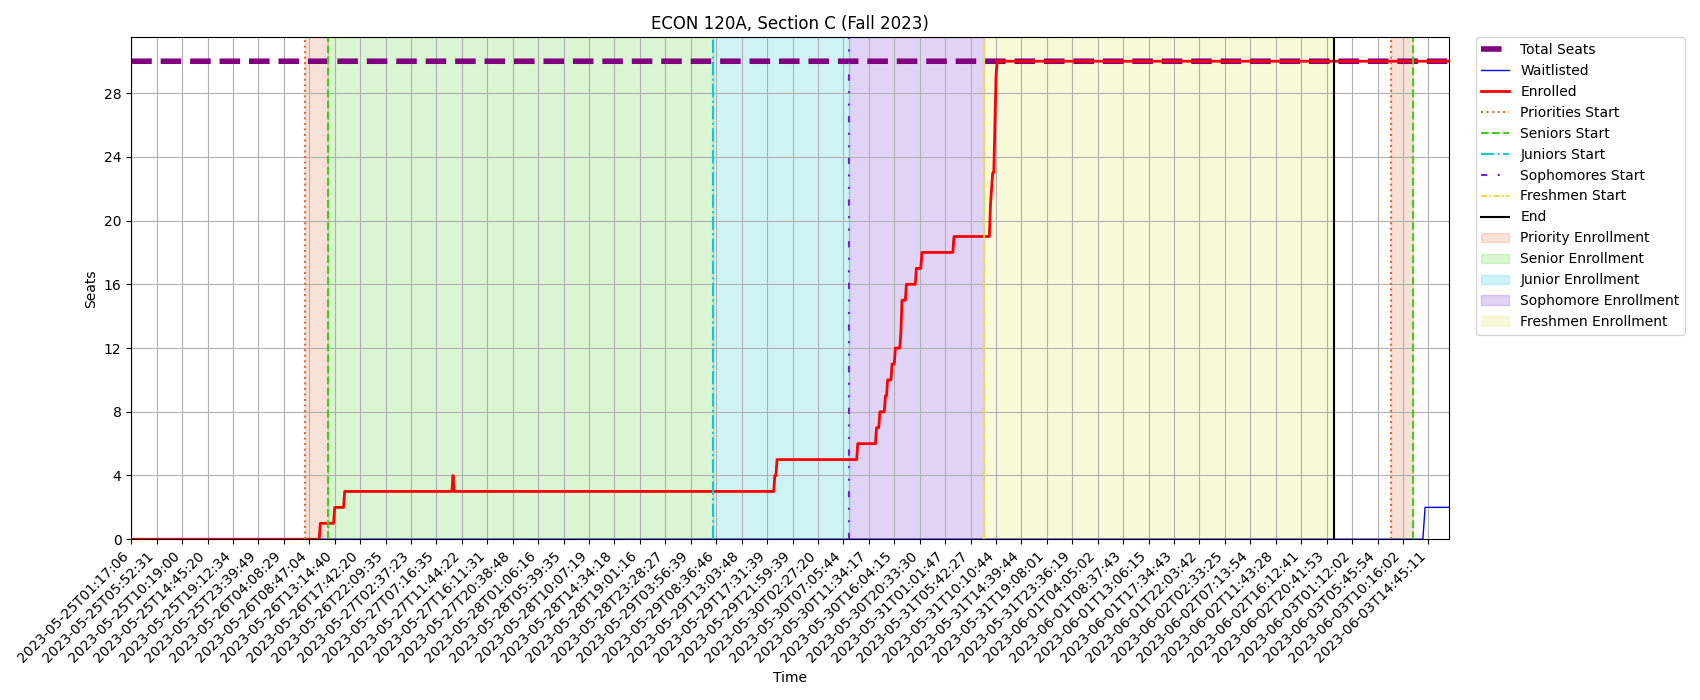 ECON 120A, Section C (Fall 2023)
Seats
28
24
20
16
12
8
4
0
2023-05-25T01:17:06
2023-05-25T05:52:31
2023-05-25T10:19:00
2023-05-25T14:45:20
2023-05-25T19:12:34
2023-05-25T23:39:49
2023-05-26T04:08:29
2023-05-26T08:47:04
2023-05-26T13:14:40
2023-05-26T17:42:20
2023-05-26T22:09:35
2023-05-27T02:37:23
2023-05-27T07:16:35
2023-05-27T11:44:22
2023-05-27T16:11:31
2023-05-27T20:38:48
2023-05-28T01:06:16
2023-05-28T05:39:35
2023-05-28T10:07:19
2023-05-28T14:34:18
2023-05-28T19:01:16
2023-05-28T23:28:27
2023-05-29T03:56:39
2023-05-29T08:36:46
2023-05-29T13:03:48
2023-05-29T17:31:39
2023-05-29T21:59:39
2023-05-30T02:27:20
2023-05-30T07:05:44
2023-05-30T11:34:17
2023-05-30T16:04:15
2023-05-30T20:33:30
2023-05-31T01:01:47
2023-05-31T05:42:27
2023-05-31T10:10:44
2023-05-31T14:39:44
2023-05-31T19:08:01
2023-05-31T23:36:19
2023-06-01T04:05:02
2023-06-01T08:37:43
2023-06-01T13:06:15
2023-06-01T17:34:43
2023-06-01T22:03:42
2023-06-02T02:33:25
2023-06-02T07:13:54
2023-06-02T11:43:28
2023-06-02T16:12:41
2023-06-02T20:41:53
2023-06-03T01:12:02
2023-06-03T05:45:54
2023-06-03T10:16:02
2023-06-03T14:45:11
Time
Total Seats
Waitlisted
Enrolled
Priorities Start
Seniors Start
Juniors Start
Sophomores Start
Freshmen Start
End
Priority Enrollment
Senior Enrollment
Junior Enrollment
Sophomore Enrollment
Freshmen Enrollment